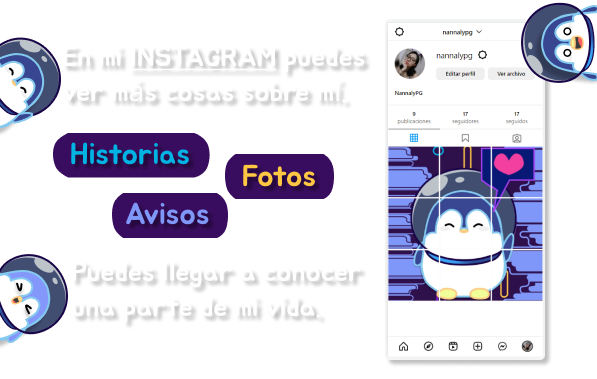 En mi INSTAGRAM puedes
ver más cosas sobre mí.
Historias
Fotos
Avisos
Puedes llegar a conocer
una parte de mi vida.
nannalypg
nannalypg
Editar perfil
Ver archivo
NannalyPG
9 17 17
publicaciones seguidores seguidos